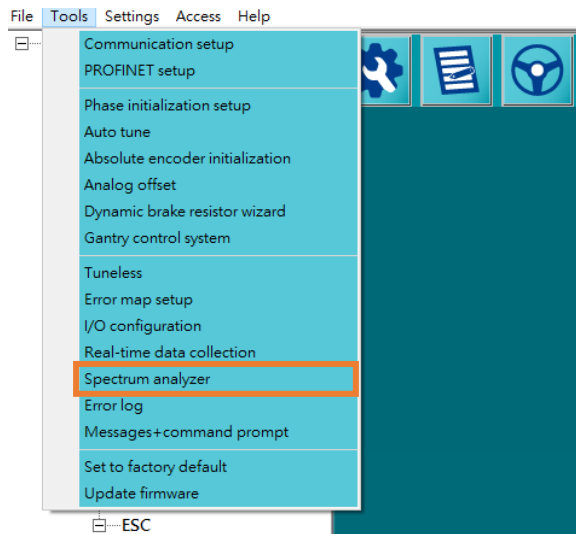 File Tools Settings Access Help
Communication setup
PROFINET setup
Phase initialization setup
Auto tune
Absolute encoder initialization
Analog offset
Dynamic brake resistor wizard
Gantry control system
Tuneless
Error map setup
I/O configuration
Real-time data collection
Spectrum analyzer
Error log
Messages+command prompt
Set to factory default
Update firmware
ESC